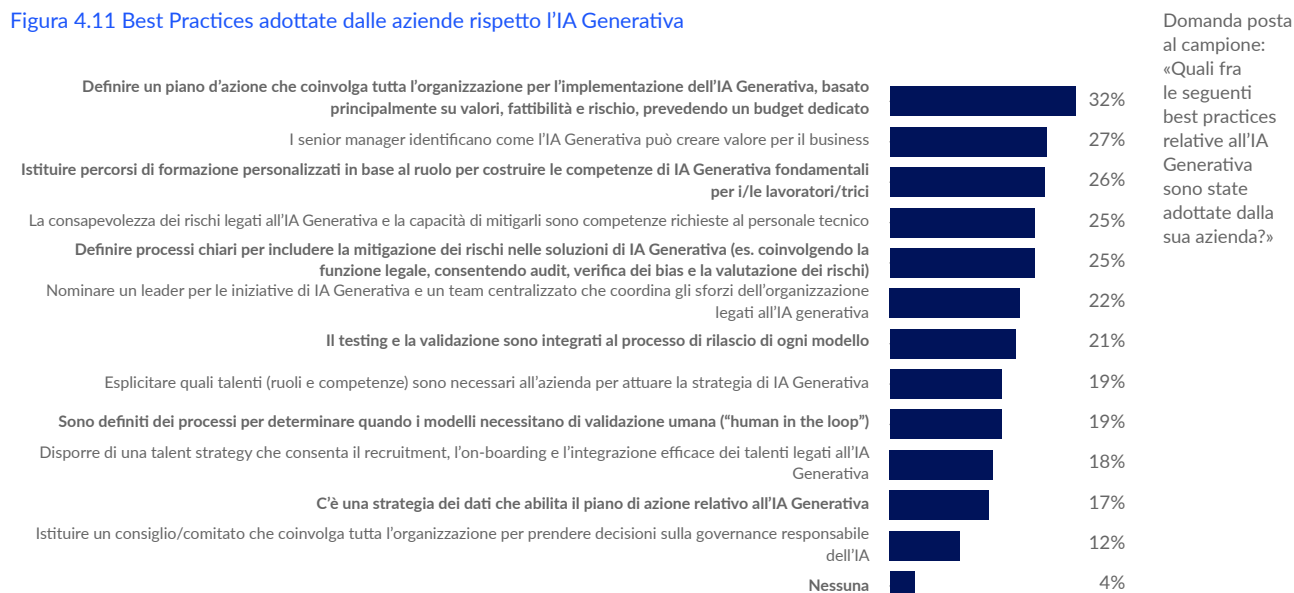 Figura 4.11 Best Practices adottate dalle aziende rispetto l’IA Generativa
Definire un piano d’azione che coinvolga tutta l’organizzazione per l’implementazione dell’IA Generativa, basato
principalmente su valori, fattibilità e rischio, prevedendo un budget dedicato
32%
I senior manager identificano come l’IA Generativa può creare valore per il business
27%
Istituire percorsi di formazione personalizzati in base al ruolo per costruire le competenze di IA Generativa fondamentali
per i/le lavoratori/trici
26%
La consapevolezza dei rischi legati all’IA Generativa e la capacità di mitigarli sono competenze richieste al personale tecnico
25%
Definire processi chiari per includere la mitigazione dei rischi nelle soluzioni di IA Generativa (es. coinvolgendo la
funzione legale, consentendo audit, verifica dei bias e la valutazione dei rischi)
25%
Nominare un leader per le iniziative di IA Generativa e un team centralizzato che coordina gli sforzi dell’organizzazione
legati all’IA generativa
22%
Il testing e la validazione sono integrati al processo di rilascio di ogni modello
21%
Esplicitare quali talenti (ruoli e competenze) sono necessari all’azienda per attuare la strategia di IA Generativa
19%
Sono definiti dei processi per determinare quando i modelli necessitano di validazione umana (“human in the loop”)
19%
Disporre di una talent strategy che consenta il recruitment, l’on-boarding e l’integrazione efficace dei talenti legati all’IA
Generativa
18%
C’è una strategia dei dati che abilita il piano di azione relativo all’IA Generativa
17%
Istituire un consiglio/comitato che coinvolga tutta l’organizzazione per prendere decisioni sulla governance responsabile
dell’IA
12%
Nessuna
4%
Domanda posta
al campione:
«Quali fra
le seguenti
best practices
relative all’IA
Generativa
sono state
adottate dalla
sua azienda?»